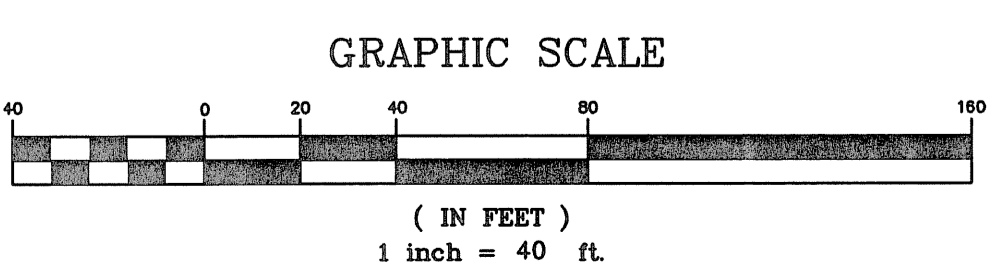 GRAPHIC SCALE
40 0 20 40 80 160
( IN FEET )
1 inch = 40 ft.